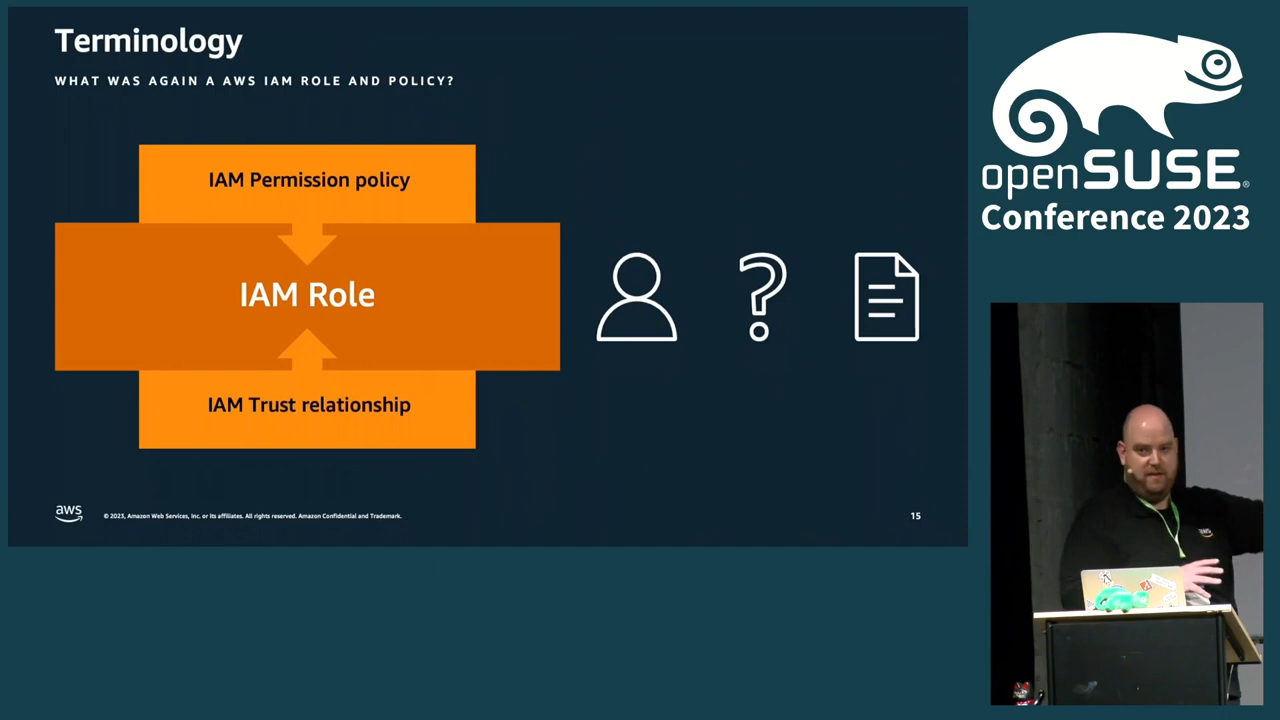 Terminology
WHAT WAS AGAIN A AWS IAM ROLE AND POLICY?
IAM Permission policy
IAM Role
IAM Trust relationship
aws
© 2023, Amazon Web Services, Inc. or its affiliates. All rights reserved. Amazon Confidential and Trademark.
15
openSUSE®
Conference 2023
aws